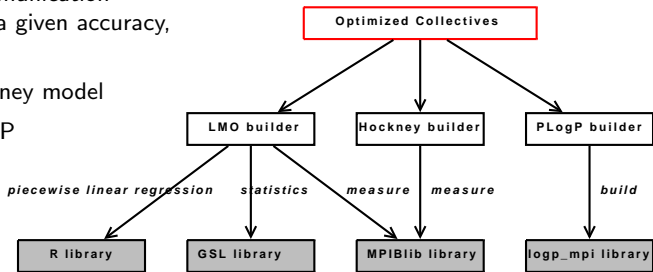 a given accuracy,
ney model
P
Optimized Collectives
LMO builder
Hockney builder
PLogP builder
piecewise linear regression
statistics
measure
measure
build
R library
GSL library
MPIBlib library
logp_mpi library